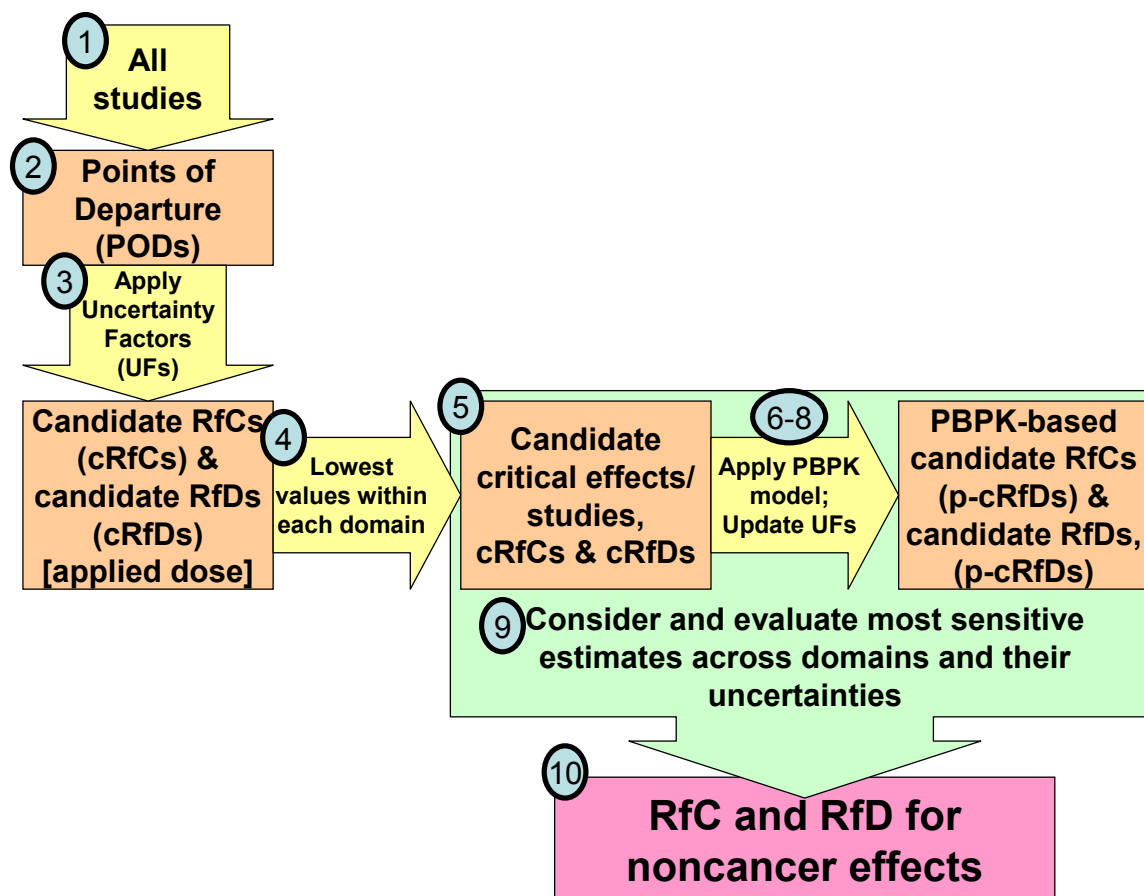 1
All
studies
2
Points of
Departure
(PODs)
3
Apply
Uncertainty
Factors
(UFs)
Candidate RfCs
(cRfCs) &
candidate RfDs
(cRfDs)
[applied dose]
4
Lowest
values within
each domain
5
Candidate
critical effects/
studies,
cRfCs & cRfDs
6-8
Apply PBPK
model;
Update UFs
PBPK-based
candidate RfCs
(p-cRfDs) &
candidate RfDs,
(p-cRfDs)
9
Consider and evaluate most sensitive
estimates across domains and their
uncertainties
10
RfC and RfD for
noncancer effects